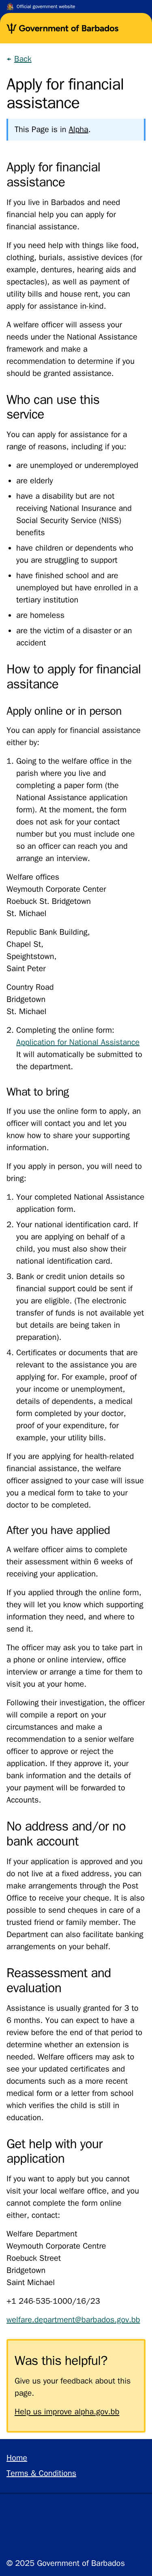 Official government website
Government of Barbados
← Back
Apply for financial
assistance
This Page is in Alpha.
Apply for financial
assistance
If you live in Barbados and need
financial help you can apply for
financial assistance.
If you need help with things like food,
clothing, burials, assistive devices (for
example, dentures, hearing aids and
spectacles), as well as payment of
utility bills and house rent, you can
apply for assistance in-kind.
A welfare officer will assess your
needs under the National Assistance
framework and make a
recommendation to determine if you
should be granted assistance.
Who can use this
service
You can apply for assistance for a
range of reasons, including if you:
• are unemployed or underemployed
• are elderly
• have a disability but are not
receiving National Insurance and
Social Security Service (NISS)
benefits
• have children or dependents who
you are struggling to support
• have finished school and are
unemployed but have enrolled in a
tertiary institution
• are homeless
• are the victim of a disaster or an
accident
How to apply for financial
assitance
Apply online or in person
You can apply for financial assistance
either by:
1. Going to the welfare office in the
parish where you live and
completing a paper form (the
National Assistance application
form). At the moment, the form
does not ask for your contact
number but you must include one
so an officer can reach you and
arrange an interview.
Welfare offices
Weymouth Corporate Center
Roebuck St. Bridgetown
St. Michael
Republic Bank Building,
Chapel St,
Speightstown,
Saint Peter
Country Road
Bridgetown
St. Michael
2. Completing the online form:
Application for National Assistance
It will automatically be submitted to
the department.
What to bring
If you use the online form to apply, an
officer will contact you and let you
know how to share your supporting
information.
If you apply in person, you will need to
bring:
1. Your completed National Assistance
application form.
2. Your national identification card. If
you are applying on behalf of a
child, you must also show their
national identification card.
3. Bank or credit union details so
financial support could be sent if
you are eligible. (The electronic
transfer of funds is not available yet
but details are being taken in
preparation).
4. Certificates or documents that are
relevant to the assistance you are
applying for. For example, proof of
your income or unemployment,
details of dependents, a medical
form completed by your doctor,
proof of your expenditure, for
example, your utility bills.
If you are applying for health-related
financial assistance, the welfare
officer assigned to your case will issue
you a medical form to take to your
doctor to be completed.
After you have applied
A welfare officer aims to complete
their assessment within 6 weeks of
receiving your application.
If you applied through the online form,
they will let you know which supporting
information they need, and where to
send it.
The officer may ask you to take part in
a phone or online interview, office
interview or arrange a time for them to
visit you at your home.
Following their investigation, the officer
will compile a report on your
circumstances and make a
recommendation to a senior welfare
officer to approve or reject the
application. If they approve it, your
bank information and the details of
your payment will be forwarded to
Accounts.
No address and/or no
bank account
If your application is approved and you
do not live at a fixed address, you can
make arrangements through the Post
Office to receive your cheque. It is also
possible to send cheques in care of a
trusted friend or family member. The
Department can also facilitate banking
arrangements on your behalf.
Reassessment and
evaluation
Assistance is usually granted for 3 to
6 months. You can expect to have a
review before the end of that period to
determine whether an extension is
needed. Welfare officers may ask to
see your updated certificates and
documents such as a more recent
medical form or a letter from school
which verifies the child is still in
education.
Get help with your
application
If you want to apply but you cannot
visit your local welfare office, and you
cannot complete the form online
either, contact:
Welfare Department
Weymouth Corporate Centre
Roebuck Street
Bridgetown
Saint Michael
+1 246-535-1000/16/23
welfare.department@barbados.gov.bb
Was this helpful?
Give us your feedback about this
page.
Help us improve alpha.gov.bb
Home
Terms & Conditions
© 2025 Government of Barbados